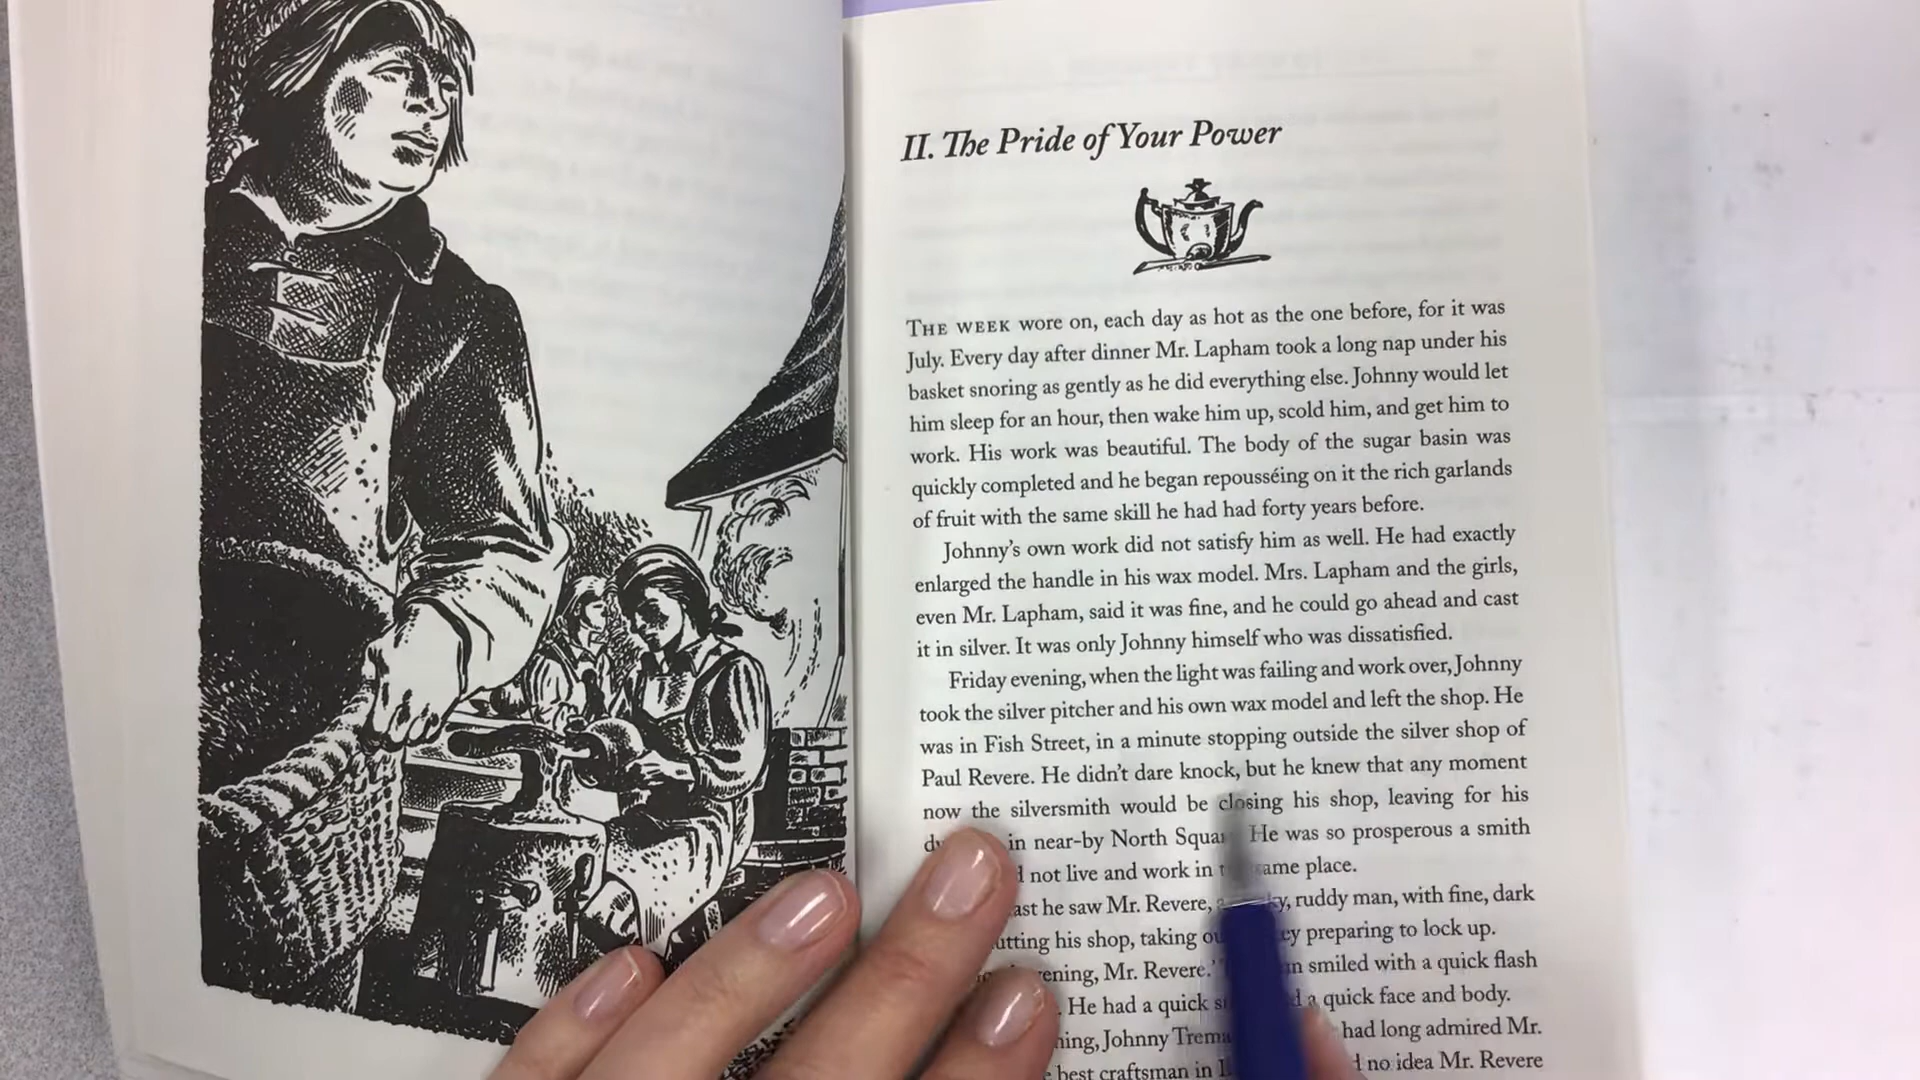 II. The Pride of Your Power
THE WEEK wore on, each day as hot as the one before, for it was
July. Every day after dinner Mr. Lapham took a long nap under his
basket snoring as gently as he did everything else. Johnny would let
him sleep for an hour, then wake him up, scold him, and get him to
work. His work was beautiful. The body of the sugar basin was
quickly completed and he began repousséing on it the rich garlands
of fruit with the same skill he had had forty years before.
Johnny's own work did not satisfy him as well. He had exactly
enlarged the handle in his wax model. Mrs. Lapham and the girls,
even Mr. Lapham, said it was fine, and he could go ahead and cast
it in silver. It was only Johnny himself who was dissatisfied.
Friday evening, when the light was failing and work over, Johnny
took the silver pitcher and his own wax model and left the shop. He
was in Fish Street, in a minute stopping outside the silver shop of
Paul Revere. He didn't dare knock, but he knew that any moment
now the silversmith would be closing his shop, leaving for his
in near-by North He was so prosperous a smith
not live and work in same place.
he saw Mr. Revere, ruddy man, with fine, dark
his shop, taking preparing to lock up.
Mr. Revere.' smiled with a quick flash
He had a quick a quick face and body.
Johnny had long admired Mr.
best craftsman in no idea Mr. Revere